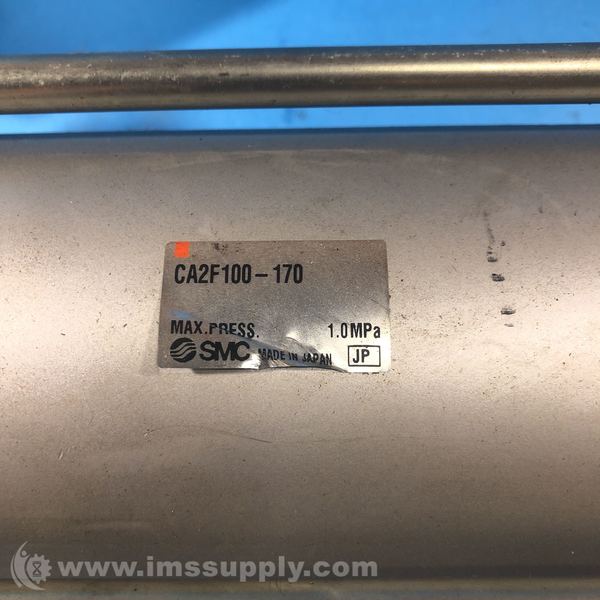 CA2F100-170
MAX.PRESS. 1.0MPa
SMC MADE IN JAPAN JP
www.imssupply.com